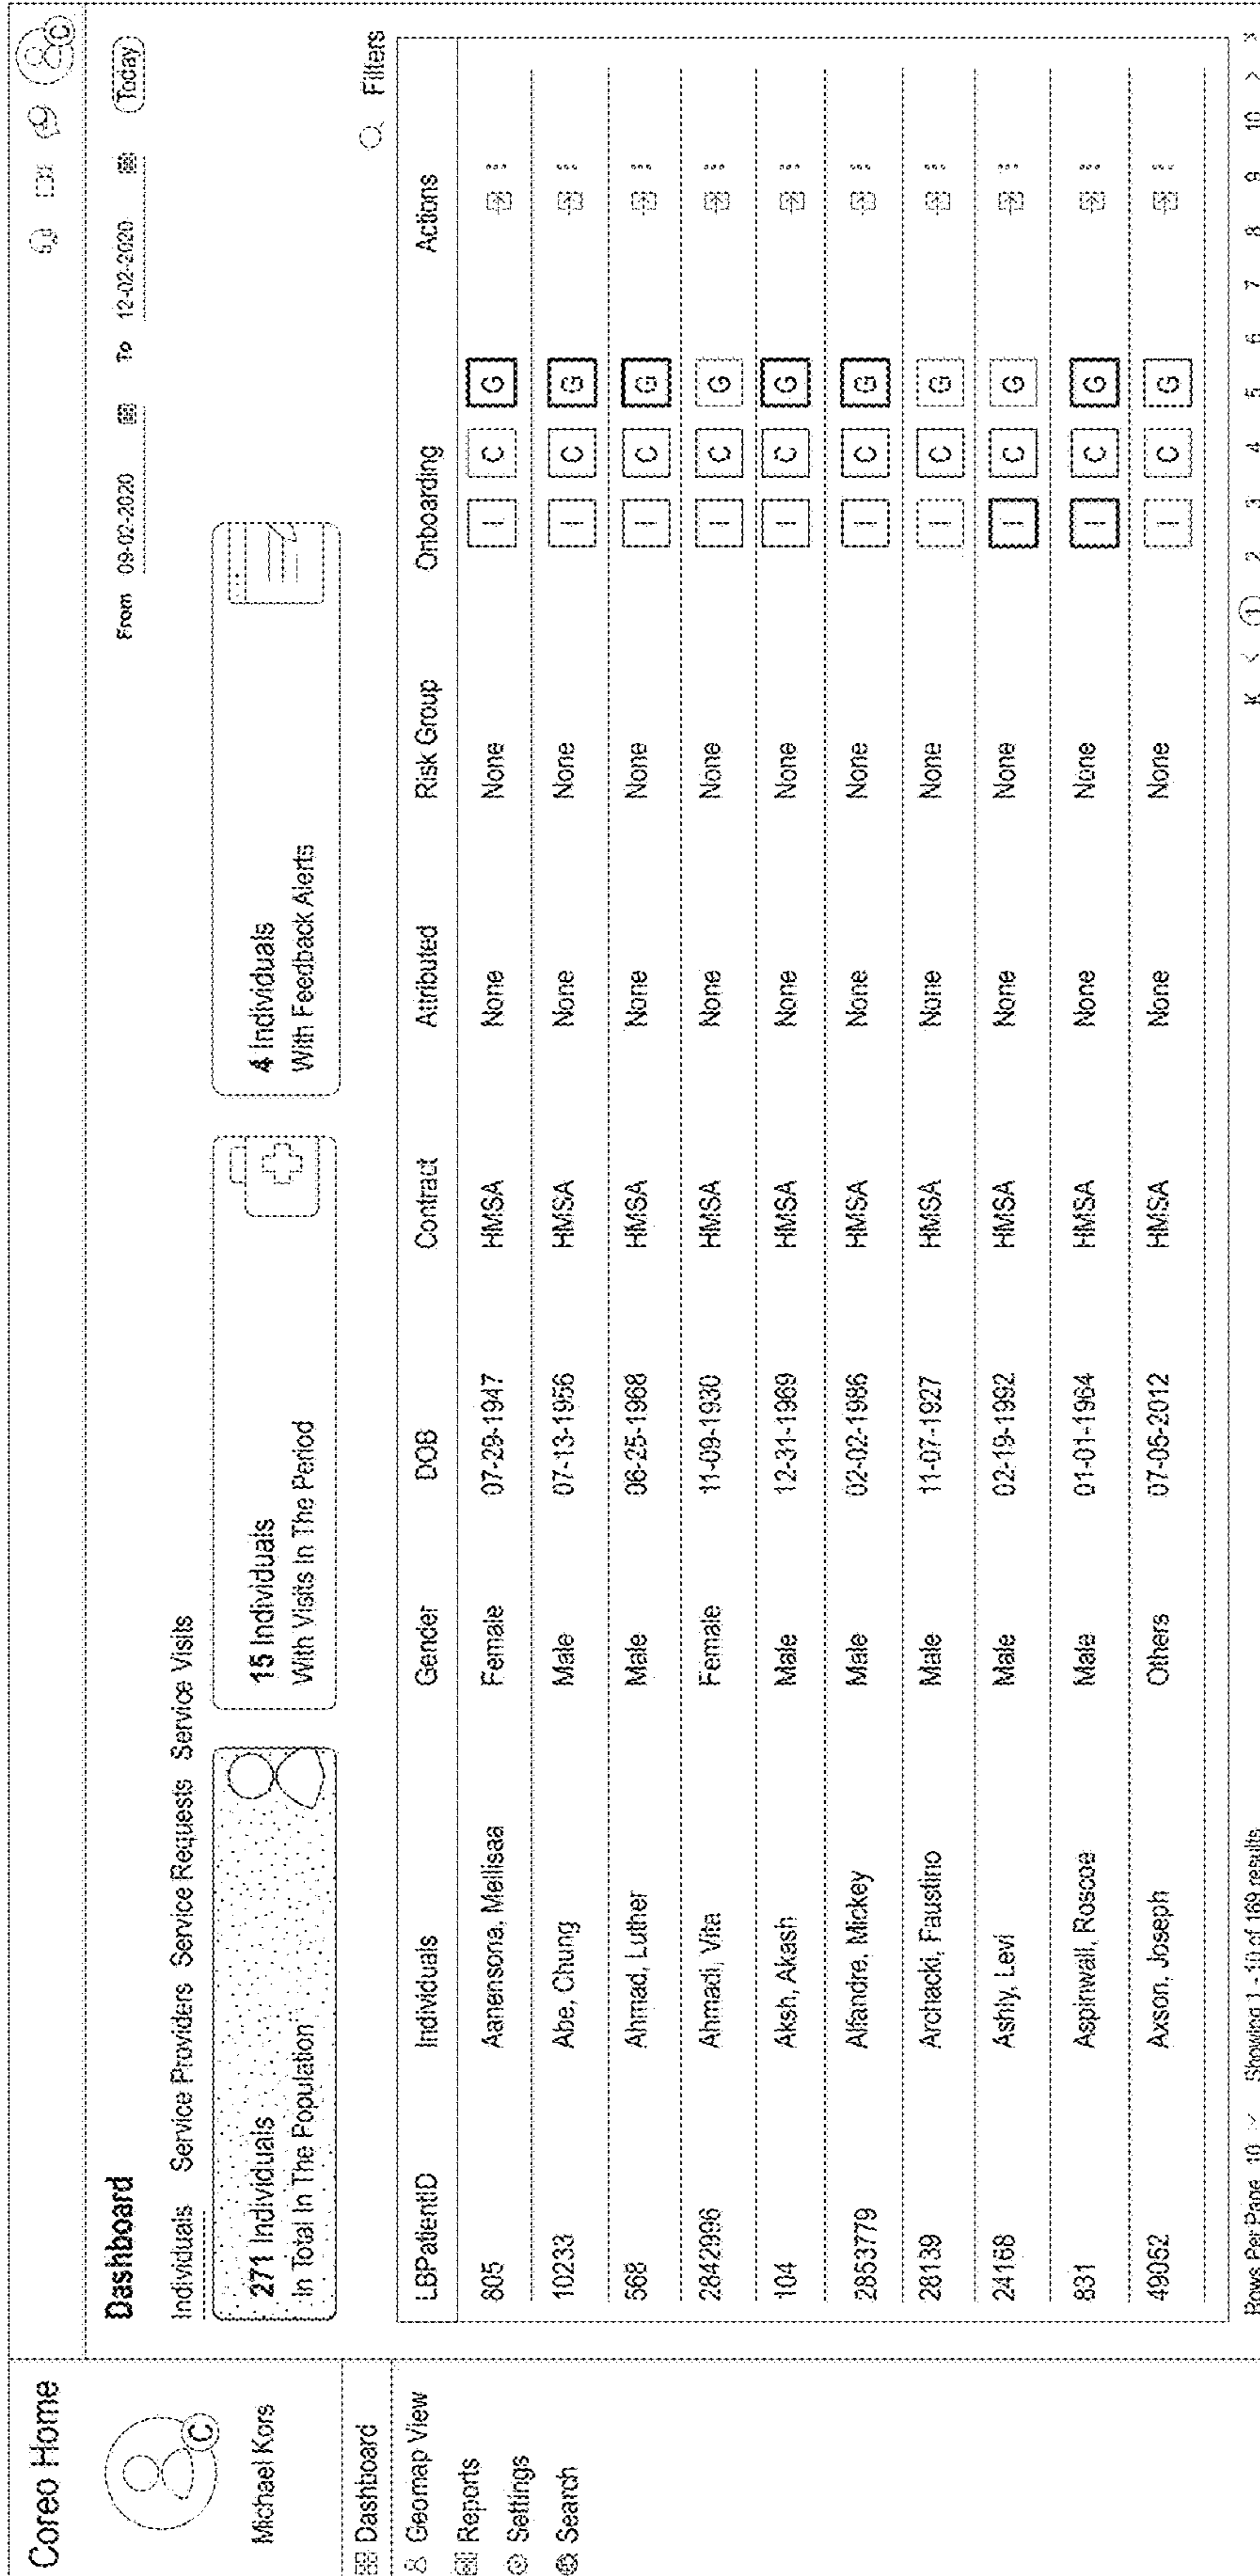 Coreo Home
Michael Kors
Dashboard
Geomap View
Reports
Settings
Search
Dashboard
From 09-02-2020 To 12-02-2020 Today
Individuals Service Providers Service Requests Service Visits
271 Individuals
In Total In The Population
15 Individuals
With Visits In The Period
4 Individuals
With Feedback Alerts
Filters
LBPatientID Individuals Gender DOB Contract Attributed Risk Group Onboarding Actions
605 Aanensona, Mellisaa Female 07-29-1947 HMSA None None I C G
10233 Abe, Chung Male 07-13-1956 HMSA None None I C G
568 Ahmad, Luther Male 06-25-1968 HMSA None None I C G
2842996 Ahmadi, Vita Female 11-09-1930 HMSA None None I C G
104 Aksh, Akash Male 12-31-1969 HMSA None None I C G
2853779 Alfandre, Mickey Male 02-02-1986 HMSA None None I C G
28139 Archacki, Faustino Male 11-07-1927 HMSA None None I C G
24168 Ashly, Levi Male 02-19-1992 HMSA None None I C G
831 Aspinwall, Roscoe Male 01-01-1964 HMSA None None I C G
49052 Axson, Joseph Others 07-05-2012 HMSA None None I C G
Rows Per Page 10 Showing 1 - 10 of 169 results K < 1 2 3 4 5 6 7 8 9 10 >